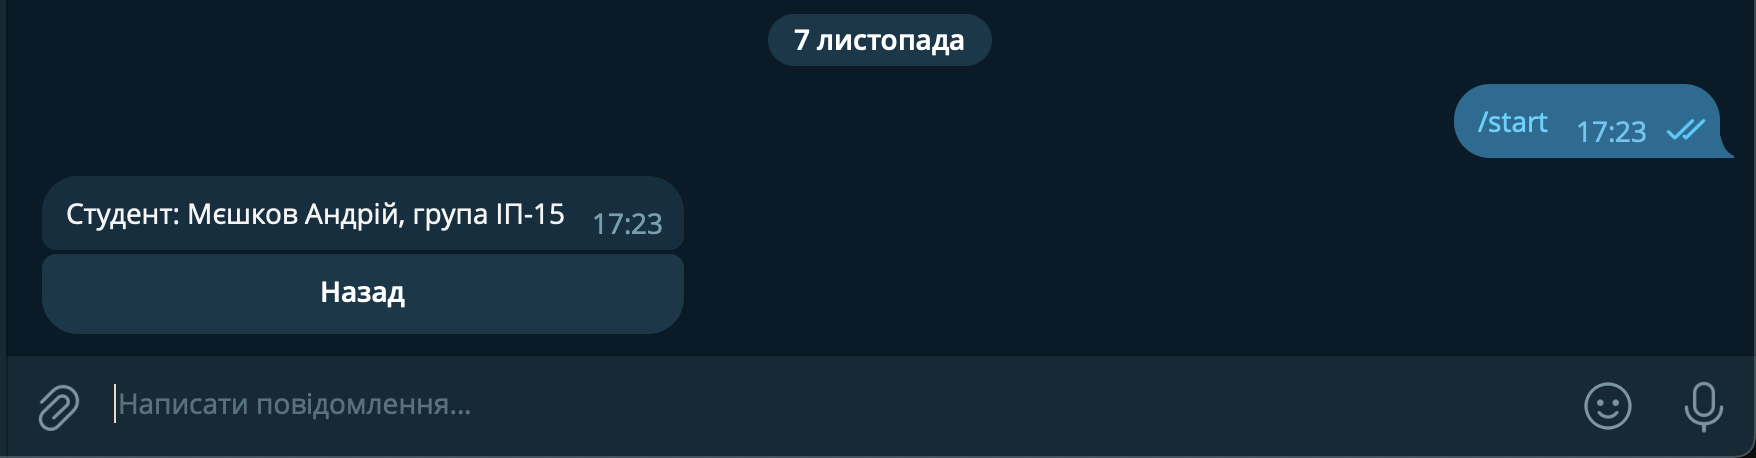 7 листопада
/start 17:23
Студент: Мєшков Андрій, група ІП-15 17:23
Назад
Написати повідомлення...